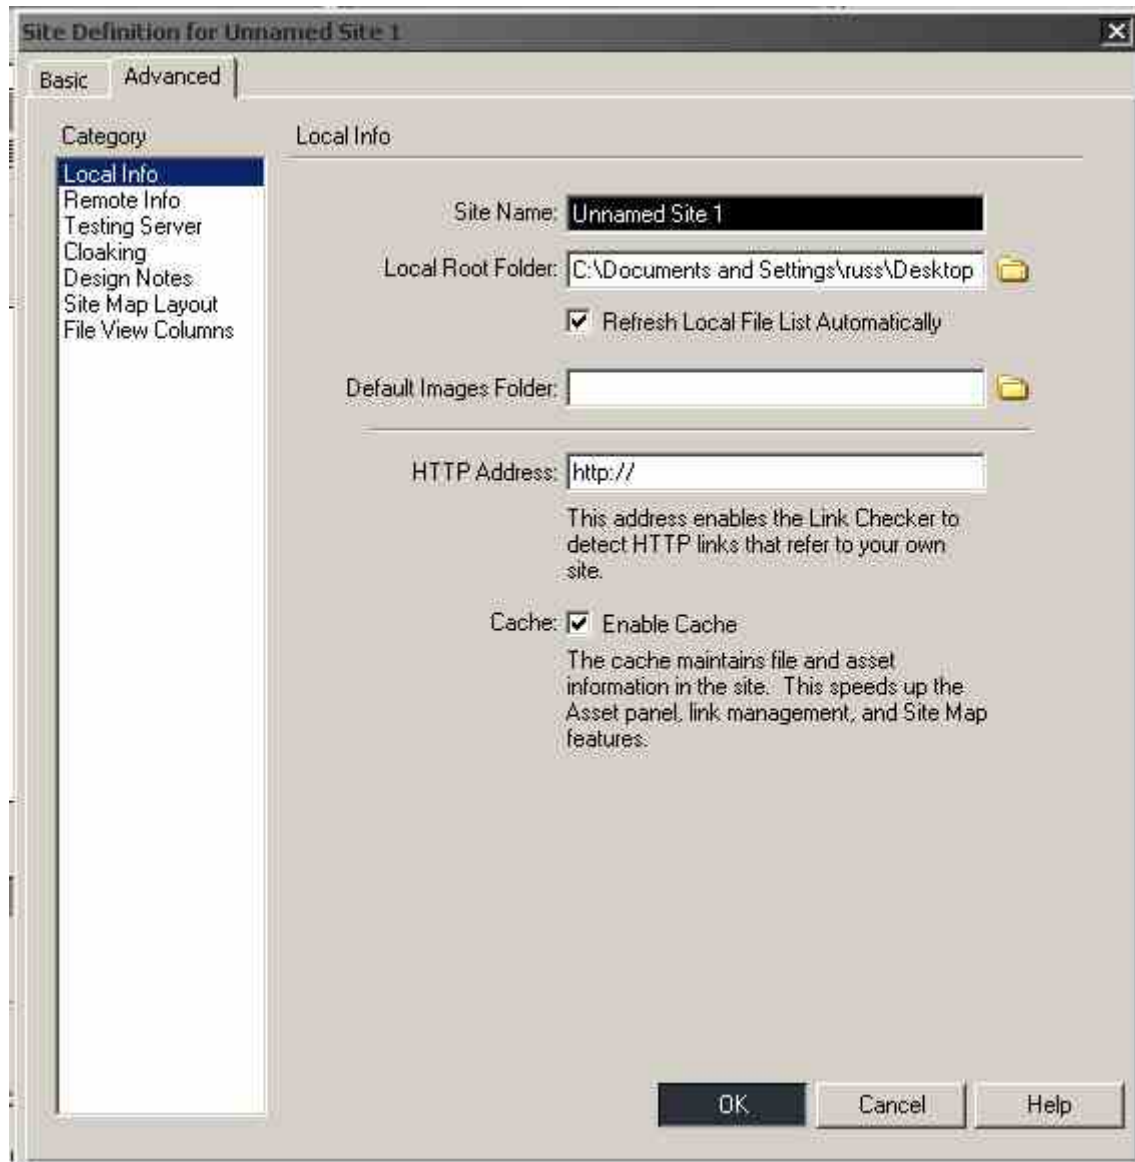 Site Definition for Unnamed Site 1
Basic
Advanced
Category
Local Info
Remote Info
Testing Server
Cloaking
Design Notes
Site Map Layout
File View Columns
Local Info
Site Name: Unnamed Site 1
Local Root Folder: C:\Documents and Settings\russ\Desktop
Refresh Local File List Automatically
Default Images Folder:
HTTP Address: http://
This address enables the Link Checker to
detect HTTP links that refer to your own
site.
Cache: Enable Cache
The cache maintains file and asset
information in the site. This speeds up the
Asset panel, link management, and Site Map
features.
OK
Cancel
Help